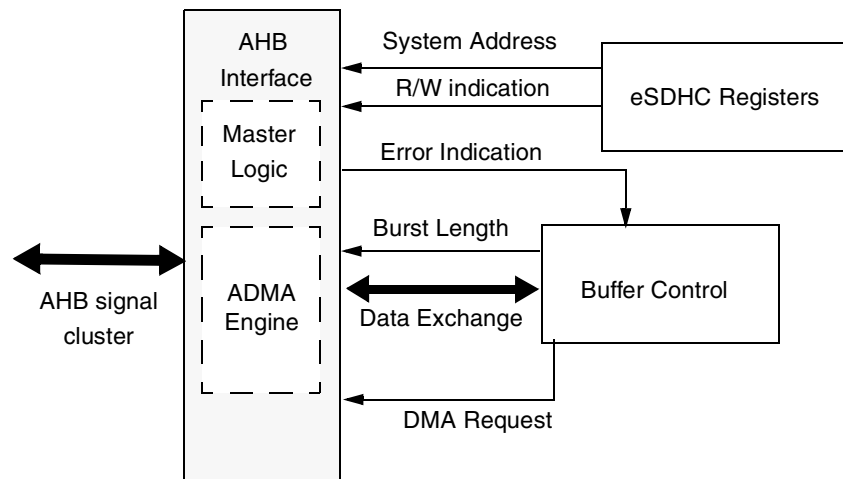 AHB
Interface
System Address
R/W indication
eSDHC Registers
Master
Logic
Error Indication
Burst Length
AHB signal
cluster
ADMA
Engine
Data Exchange
Buffer Control
DMA Request